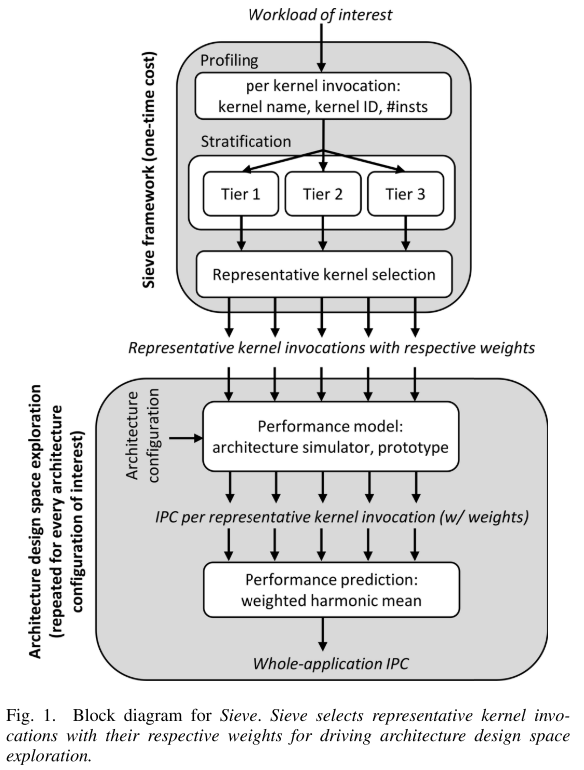 Workload of interest
Sieve framework (one-time cost)
Profiling
per kernel invocation:
kernel name, kernel ID, #insts
Stratification
Tier 1
Tier 2
Tier 3
Representative kernel selection
Representative kernel invocations with respective weights
Architecture design space exploration
(repeated for every architecture
configuration of interest)
Architecture
configuration
Performance model:
architecture simulator, prototype
IPC per representative kernel invocation (w/ weights)
Performance prediction:
weighted harmonic mean
Whole-application IPC
Fig. 1. Block diagram for Sieve. Sieve selects representative kernel invo-
cations with their respective weights for driving architecture design space
exploration.